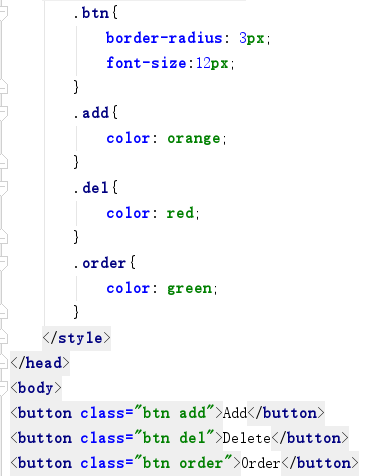 .btn{
border-radius: 3px;
font-size:12px;
}
.add{
color: orange;
}
.del{
color: red;
}
.order{
color: green;
}
</style>
</head>
<body>
<button class="btn add">Add</button>
<button class="btn del">Delete</button>
<button class="btn order">Order</button>